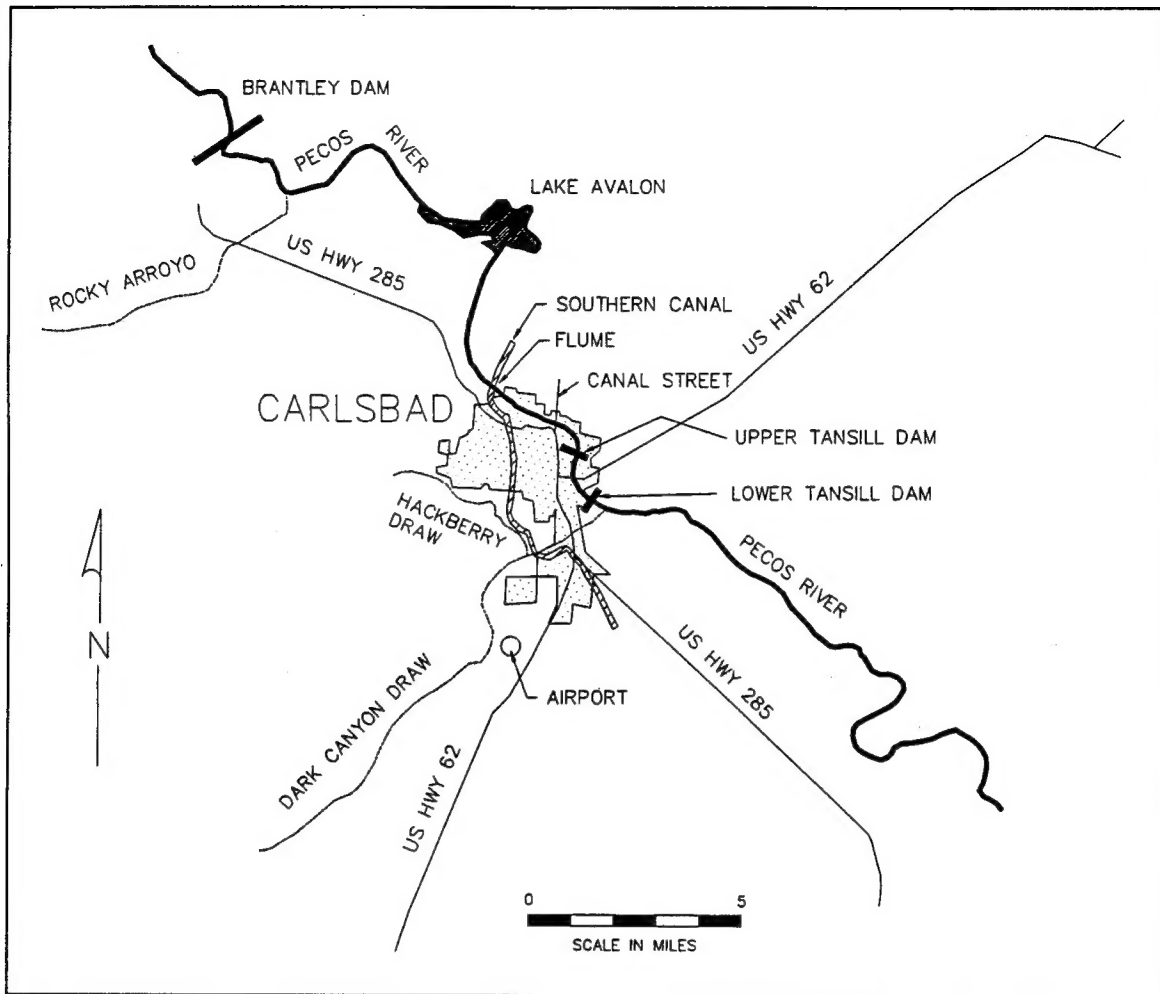 BRANTLEY DAM
PECOS
RIVER
LAKE AVALON
ROCKY ARROYO
US HWY 285
US HWY 62
SOUTHERN CANAL
FLUME
CANAL STREET
CARLSBAD
UPPER TANSILL DAM
LOWER TANSILL DAM
HACKBERRY
DRAW
PECOS RIVER
N
US HWY 285
AIRPORT
DARK CANYON DRAW
US HWY 62
0
5
SCALE IN MILES